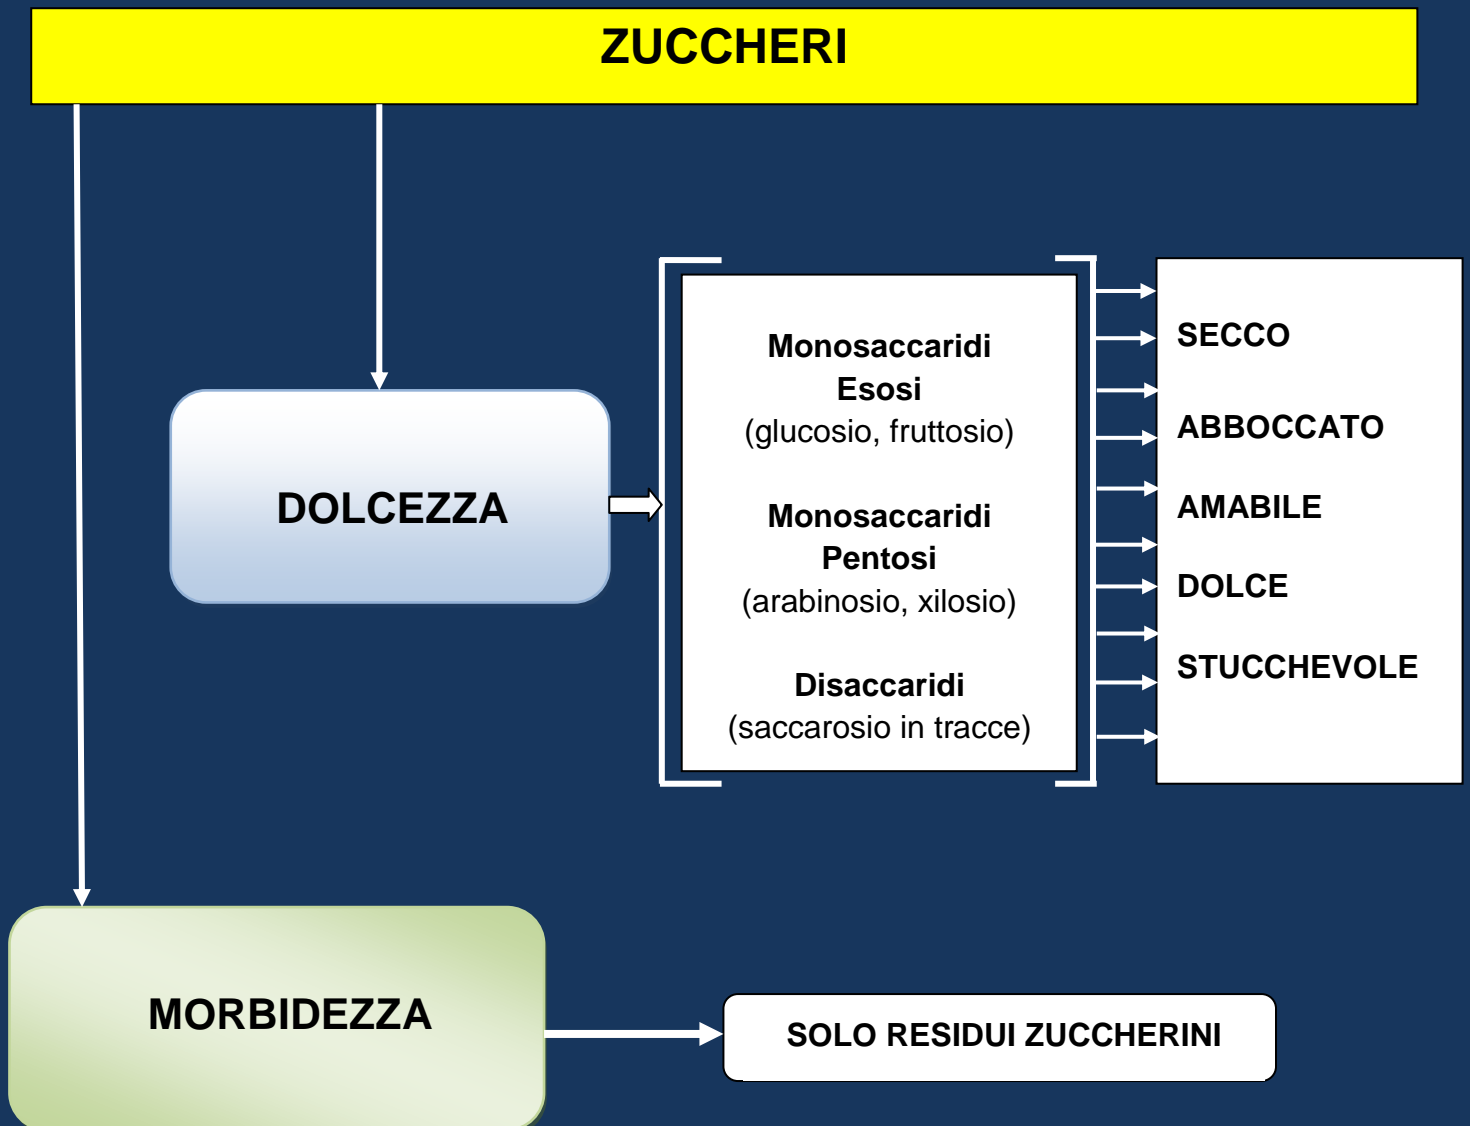 ZUCCHERI
DOLCEZZA
Monosaccaridi
Esosi
(glucosio, fruttosio)
Monosaccaridi
Pentosi
(arabinosio, xilosio)
Disaccaridi
(saccarosio in tracce)
SECCO
ABBOCCATO
AMABILE
DOLCE
STUCCHEVOLE
MORBIDEZZA
SOLO RESIDUI ZUCCHERINI